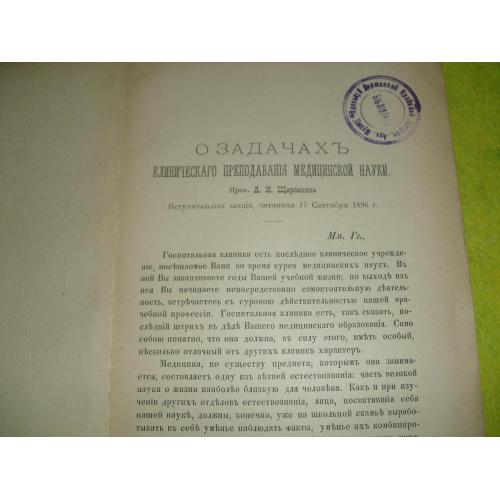 БІБЛІОТЕКА
О ЗАДАЧАХЪ
КЛИНИЧЕСКАГО ПРЕПОДАВАНІЯ МЕДИЦИНСКОЙ НАУКИ.
Проф. А. И. Щербакова
Вступительная лекція, читанная 17 Сентября 1896 г.
Мм. Гг.,
Госпитальная клиника есть послѣднее клиническое учрежде-
ніе, посѣщаемое Вами во время курса медицинскихъ наукъ. Въ
ней Вы заканчиваете годы Вашей учебной жизни; по выходѣ изъ
нея Вы начинаете непосредственно самостоятельную дѣятель-
ность, встрѣчаетесь съ суровою дѣйствительностью нашей вра-
чебной профессіи. Госпитальная клиника есть, такъ сказать, по-
слѣдній штрихъ въ дѣлѣ Вашего медицинскаго образованія. Само
собою понятно, что она должна, въ силу этого, имѣть особый,
нѣсколько отличный отъ другихъ клиникъ характеръ.
Медицина, по существу предмета, которымъ она занимает-
ся, составляетъ одну изъ вѣтвей естествознанія: часть великой
науки о жизни наиболѣе близкую для человѣка. Какъ и при изу-
ченіи другихъ отдѣловъ естествознанія, лица, посвятившія себя
нашей наукѣ, должны, конечно, уже на школьной скамьѣ выработы-
вать въ себѣ умѣнье наблюдать факты, умѣнье ихъ комбиниро-